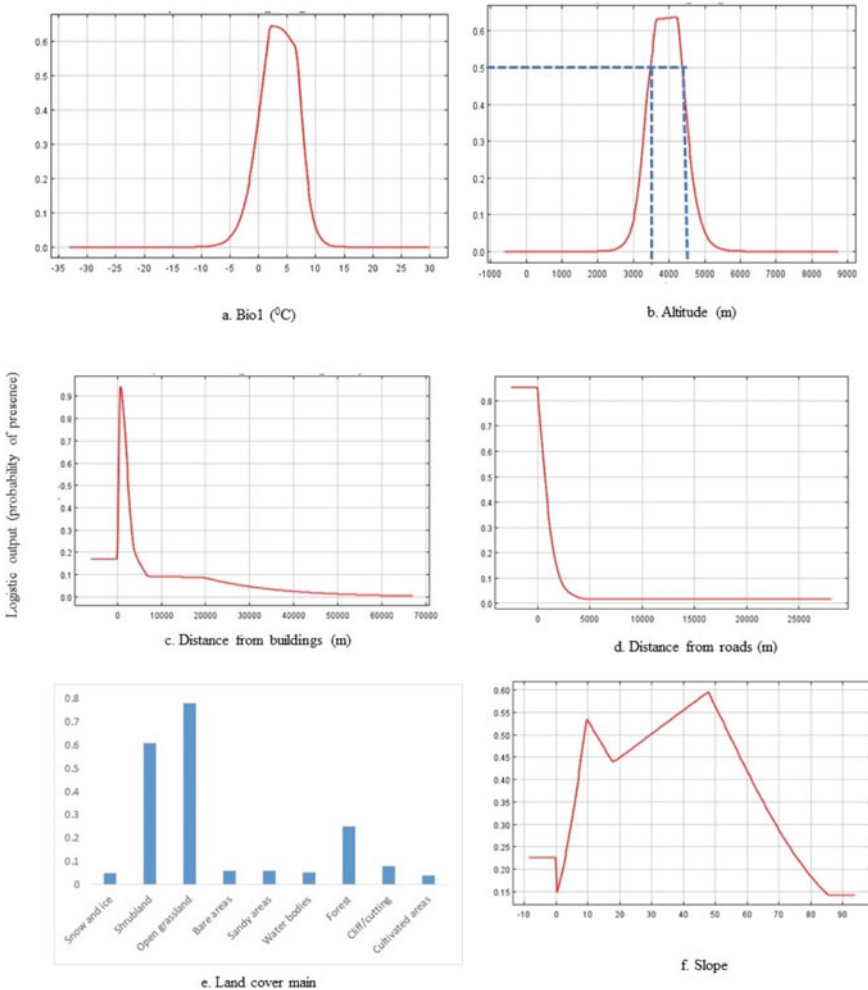 0.6
0.5
0.4
0.3
0.2
0.1
0.0
-35 -30 -25 -20 -15 -10 -5 0 5 10 15 20 25 30
a. Bio1 (⁰C)
0.6
0.5
0.4
0.3
0.2
0.1
0.0
-1000 0 1000 2000 3000 4000 5000 6000 7000 8000 9000
b. Altitude (m)
Logistic output (probability of presence)
0.9
0.8
0.7
0.6
-0.5
0.4
0.3
0.2
0.1
0.0
0 10000 20000 30000 40000 50000 60000 70000
c. Distance from buildings (m)
0.8
0.7
0.6
0.5
0.4
0.3
0.2
0.1
0.0
0 5000 10000 15000 20000 25000
d. Distance from roads (m)
0.8
0.7
0.6
0.5
0.4
0.3
0.2
0.1
0
Snow and ice
Shrubland
Open grassland
Bare areas
Sandy areas
Water bodies
Forest
Cliff/cutting
Cultivated areas
e. Land cover main
0.60
0.55
0.50
0.45
0.40
0.35
0.30
0.25
0.20
0.15
-10 0 10 20 30 40 50 60 70 80 90
f. Slope